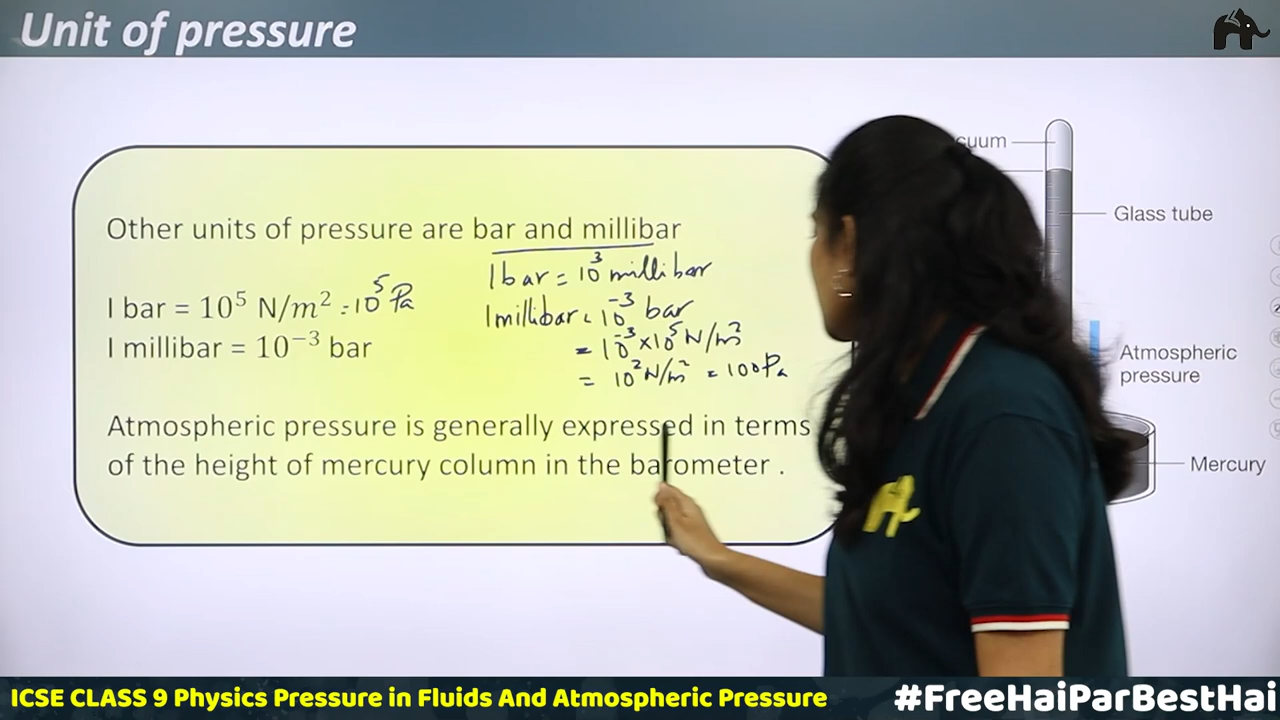 Unit of pressure
Other units of pressure are bar and millibar
1 bar = 10³ millibar
1 bar = 10⁵ N/m² = 10⁵ Pa
1 millibar = 10⁻³ bar
1 millibar = 10⁻³ bar
= 10⁻³ × 10⁵ N/m²
= 10² N/m² = 100 Pa
Atmospheric pressure is generally expressed in terms
of the height of mercury column in the barometer .
cuum
Glass tube
Atmospheric
pressure
Mercury
ICSE CLASS 9 Physics Pressure in Fluids And Atmospheric Pressure
#FreeHaiParBestHai